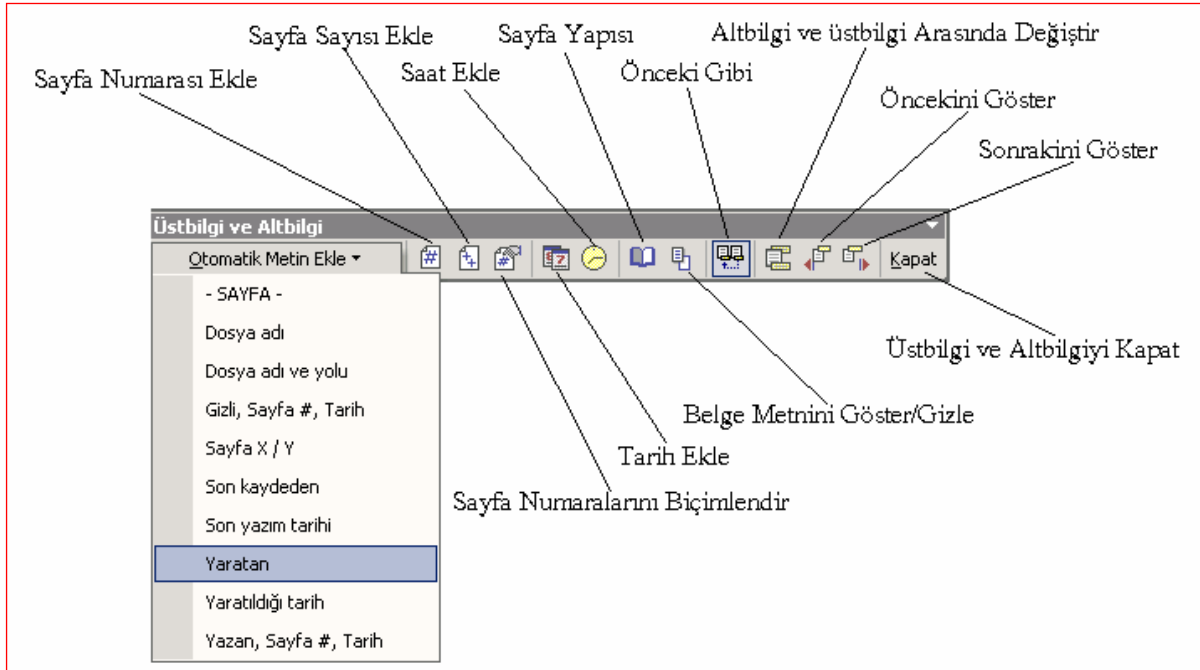 Sayfa Sayısı Ekle
Sayfa Yapısı
Altbilgi ve üstbilgi Arasında Değiştir
Sayfa Numarası Ekle
Saat Ekle
Önceki Gibi
Öncekini Göster
Sonrakini Göster
Üstbilgi ve Altbilgi
Otomatik Metin Ekle
Kapat
- SAYFA -
Dosya adı
Dosya adı ve yolu
Gizli, Sayfa #, Tarih
Sayfa X / Y
Son kaydeden
Son yazım tarihi
Yaratan
Yaratıldığı tarih
Yazan, Sayfa #, Tarih
Üstbilgi ve Altbilgiyi Kapat
Belge Metnini Göster/Gizle
Tarih Ekle
Sayfa Numaralarını Biçimlendir